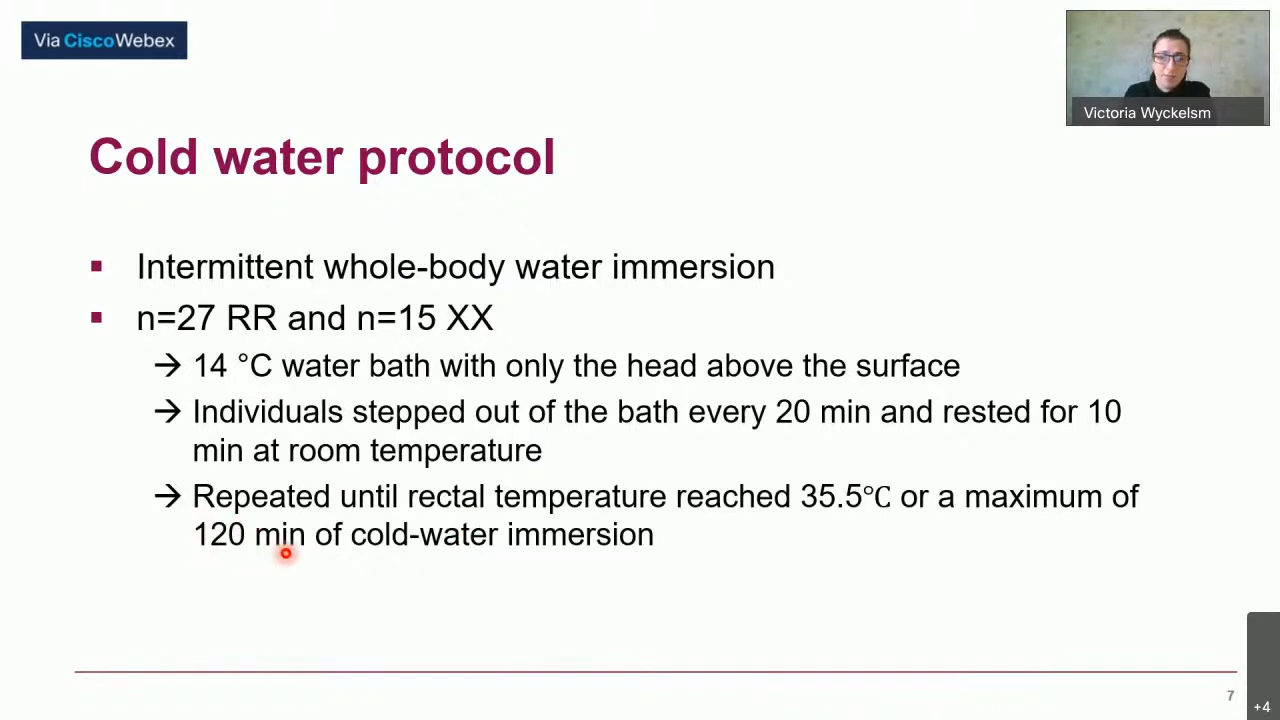 Via CiscoWebex
Victoria Wyckelsm
Cold water protocol
▪ Intermittent whole-body water immersion
▪ n=27 RR and n=15 XX
→ 14 °C water bath with only the head above the surface
→ Individuals stepped out of the bath every 20 min and rested for 10
min at room temperature
→ Repeated until rectal temperature reached 35.5℃ or a maximum of
120 min of cold-water immersion
7
+4